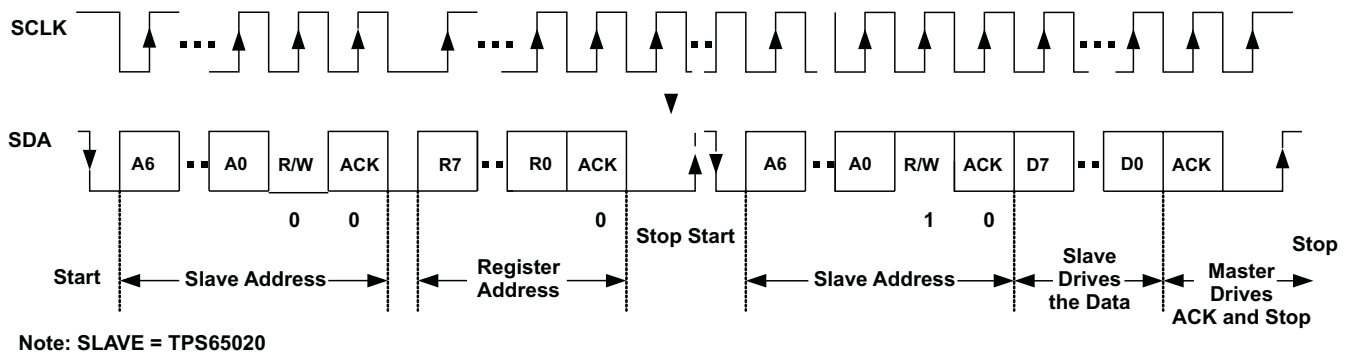 SCLK
SDA
A6 A0 R/W ACK R7 R0 ACK A6 A0 R/W ACK D7 D0 ACK
0 0 0 1 0
Stop Start
Stop
Start
Slave Address
Register
Address
Slave Address
Slave
Drives
the Data
Master
Drives
ACK and Stop
Note: SLAVE = TPS65020